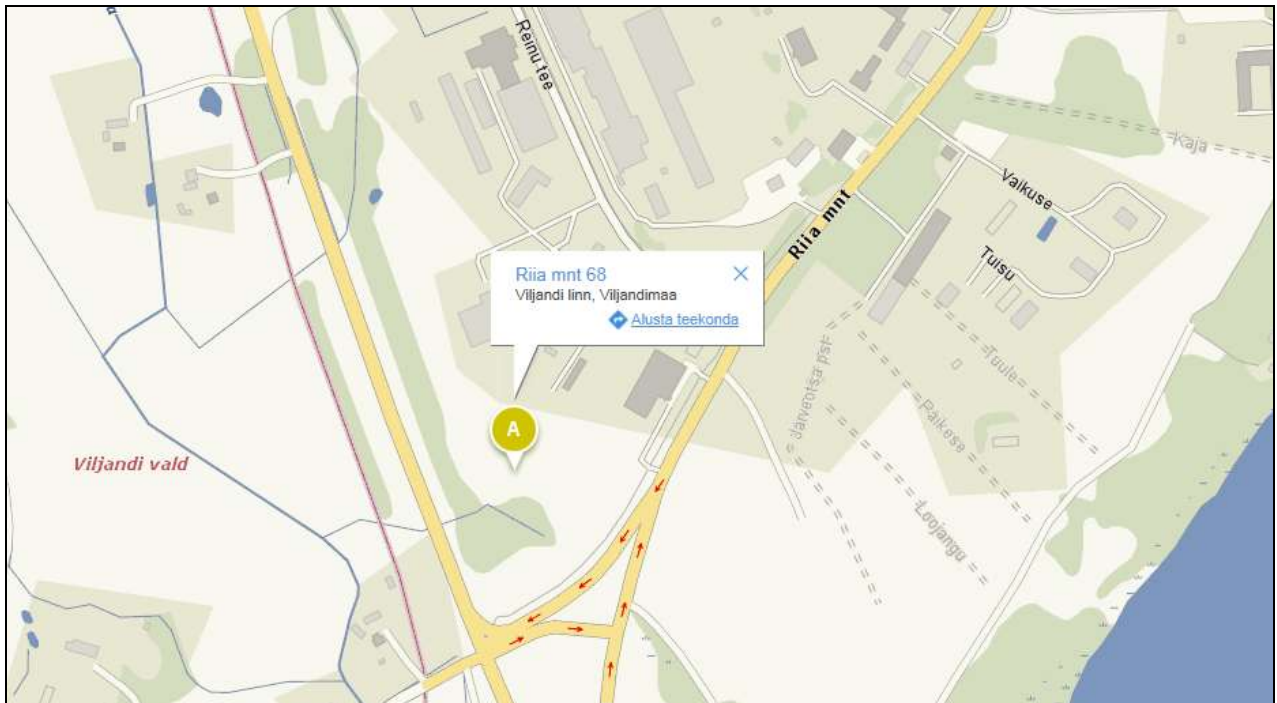 Reinu tee
Kaja
Vaikuse
Riia mnt
Tuisu
Riia mnt 68
Viljandi linn, Viljandimaa
Alusta teekonda
Järveotsa pst
Tuule
Päikese
A
Viljandi vald
Loojangu